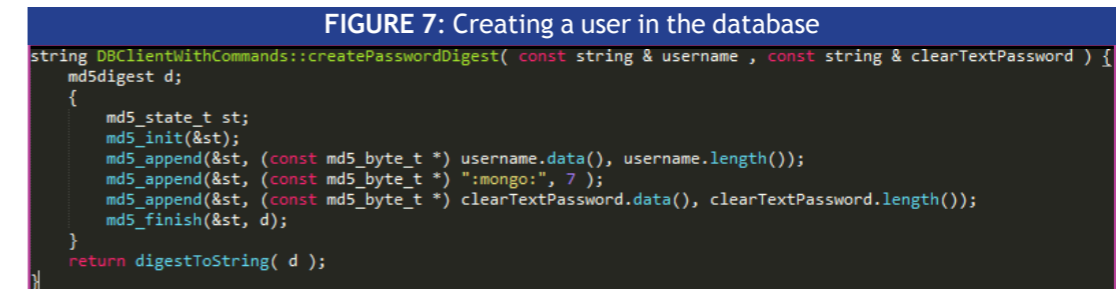 FIGURE 7: Creating a user in the database
string DBClientWithCommands::createPasswordDigest( const string & username , const string & clearTextPassword ) {
    md5digest d;
    {
        md5_state_t st;
        md5_init(&st);
        md5_append(&st, (const md5_byte_t *) username.data(), username.length());
        md5_append(&st, (const md5_byte_t *) ":mongo:", 7 );
        md5_append(&st, (const md5_byte_t *) clearTextPassword.data(), clearTextPassword.length());
        md5_finish(&st, d);
    }
    return digestToString( d );
}